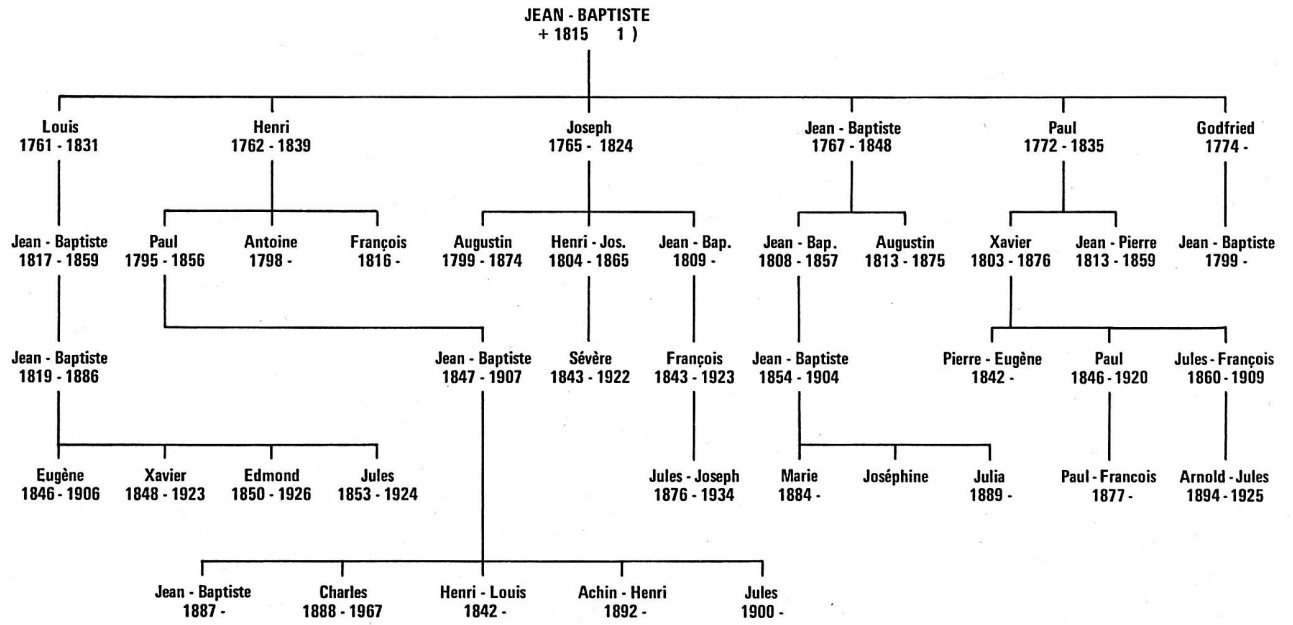 JEAN - BAPTISTE
+ 1815 1 )
Louis
1761 - 1831
Henri
1762 - 1839
Joseph
1765 - 1824
Jean - Baptiste
1767 - 1848
Paul
1772 - 1835
Godfried
1774 -
Jean - Baptiste
1817 - 1859
Paul
1795 - 1856
Antoine
1798 -
François
1816 -
Augustin
1799 - 1874
Henri - Jos.
1804 - 1865
Jean - Bap.
1809 -
Jean - Bap.
1808 - 1857
Augustin
1813 - 1875
Xavier
1803 - 1876
Jean - Pierre
1813 - 1859
Jean - Baptiste
1799 -
Jean - Baptiste
1819 - 1886
Jean - Baptiste
1847 - 1907
Sévère
1843 - 1922
François
1843 - 1923
Jean - Baptiste
1854 - 1904
Pierre - Eugène
1842 -
Paul
1846 - 1920
Jules - François
1860 - 1909
Eugène
1846 - 1906
Xavier
1848 - 1923
Edmond
1850 - 1926
Jules
1853 - 1924
Jules - Joseph
1876 - 1934
Marie
1884 -
Joséphine
Julia
1889 -
Paul - Francois
1877 -
Arnold - Jules
1894 - 1925
Jean - Baptiste
1887 -
Charles
1888 - 1967
Henri - Louis
1842 -
Achin - Henri
1892 -
Jules
1900 -